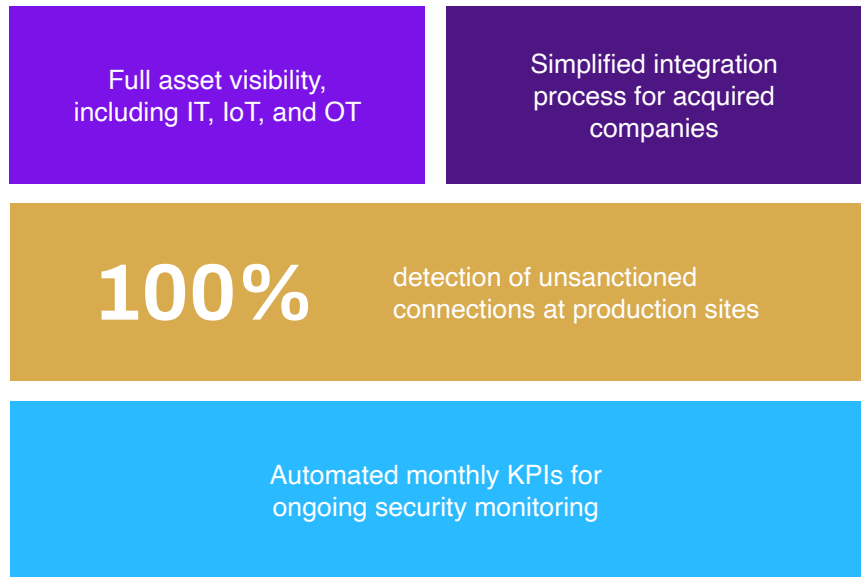 Full asset visibility,
including IT, IoT, and OT
Simplified integration
process for acquired
companies
100%
detection of unsanctioned
connections at production sites
Automated monthly KPIs for
ongoing security monitoring